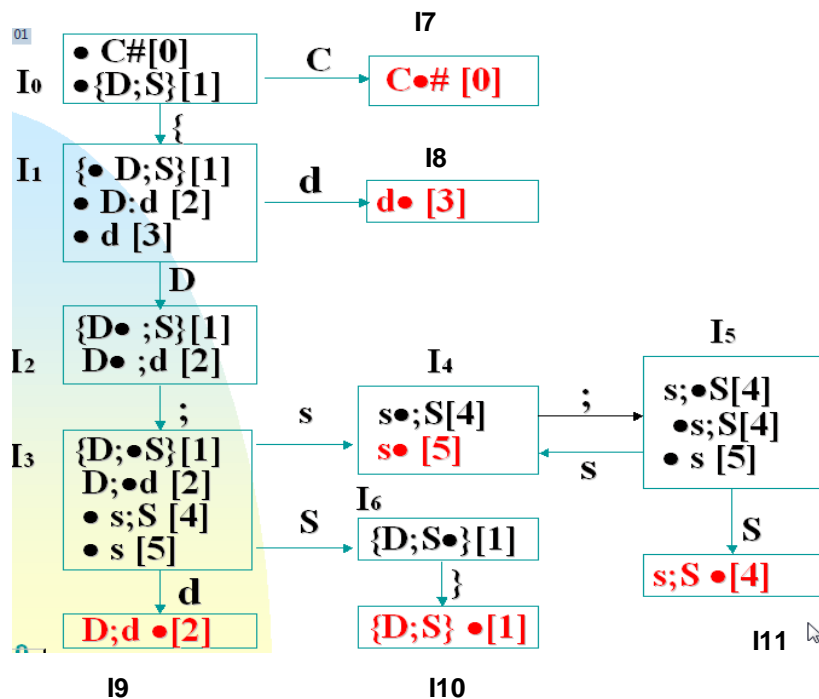 01
I7
I0
● C#[0]
●{D;S}[1]
C
C●# [0]
{
I1
{● D;S}[1]
● D:d [2]
● d [3]
d
I8
d● [3]
D
I2
{D● ;S}[1]
D● ;d [2]
;
I3
{D;●S}[1]
D;●d [2]
● s;S [4]
● s [5]
s
I4
s●;S[4]
s● [5]
;
s
I5
s;●S[4]
●s;S[4]
● s [5]
S
I6
{D;S●}[1]
S
s;S ●[4]
d
}
D;d ●[2]
{D;S} ●[1]
I11
I9
I10